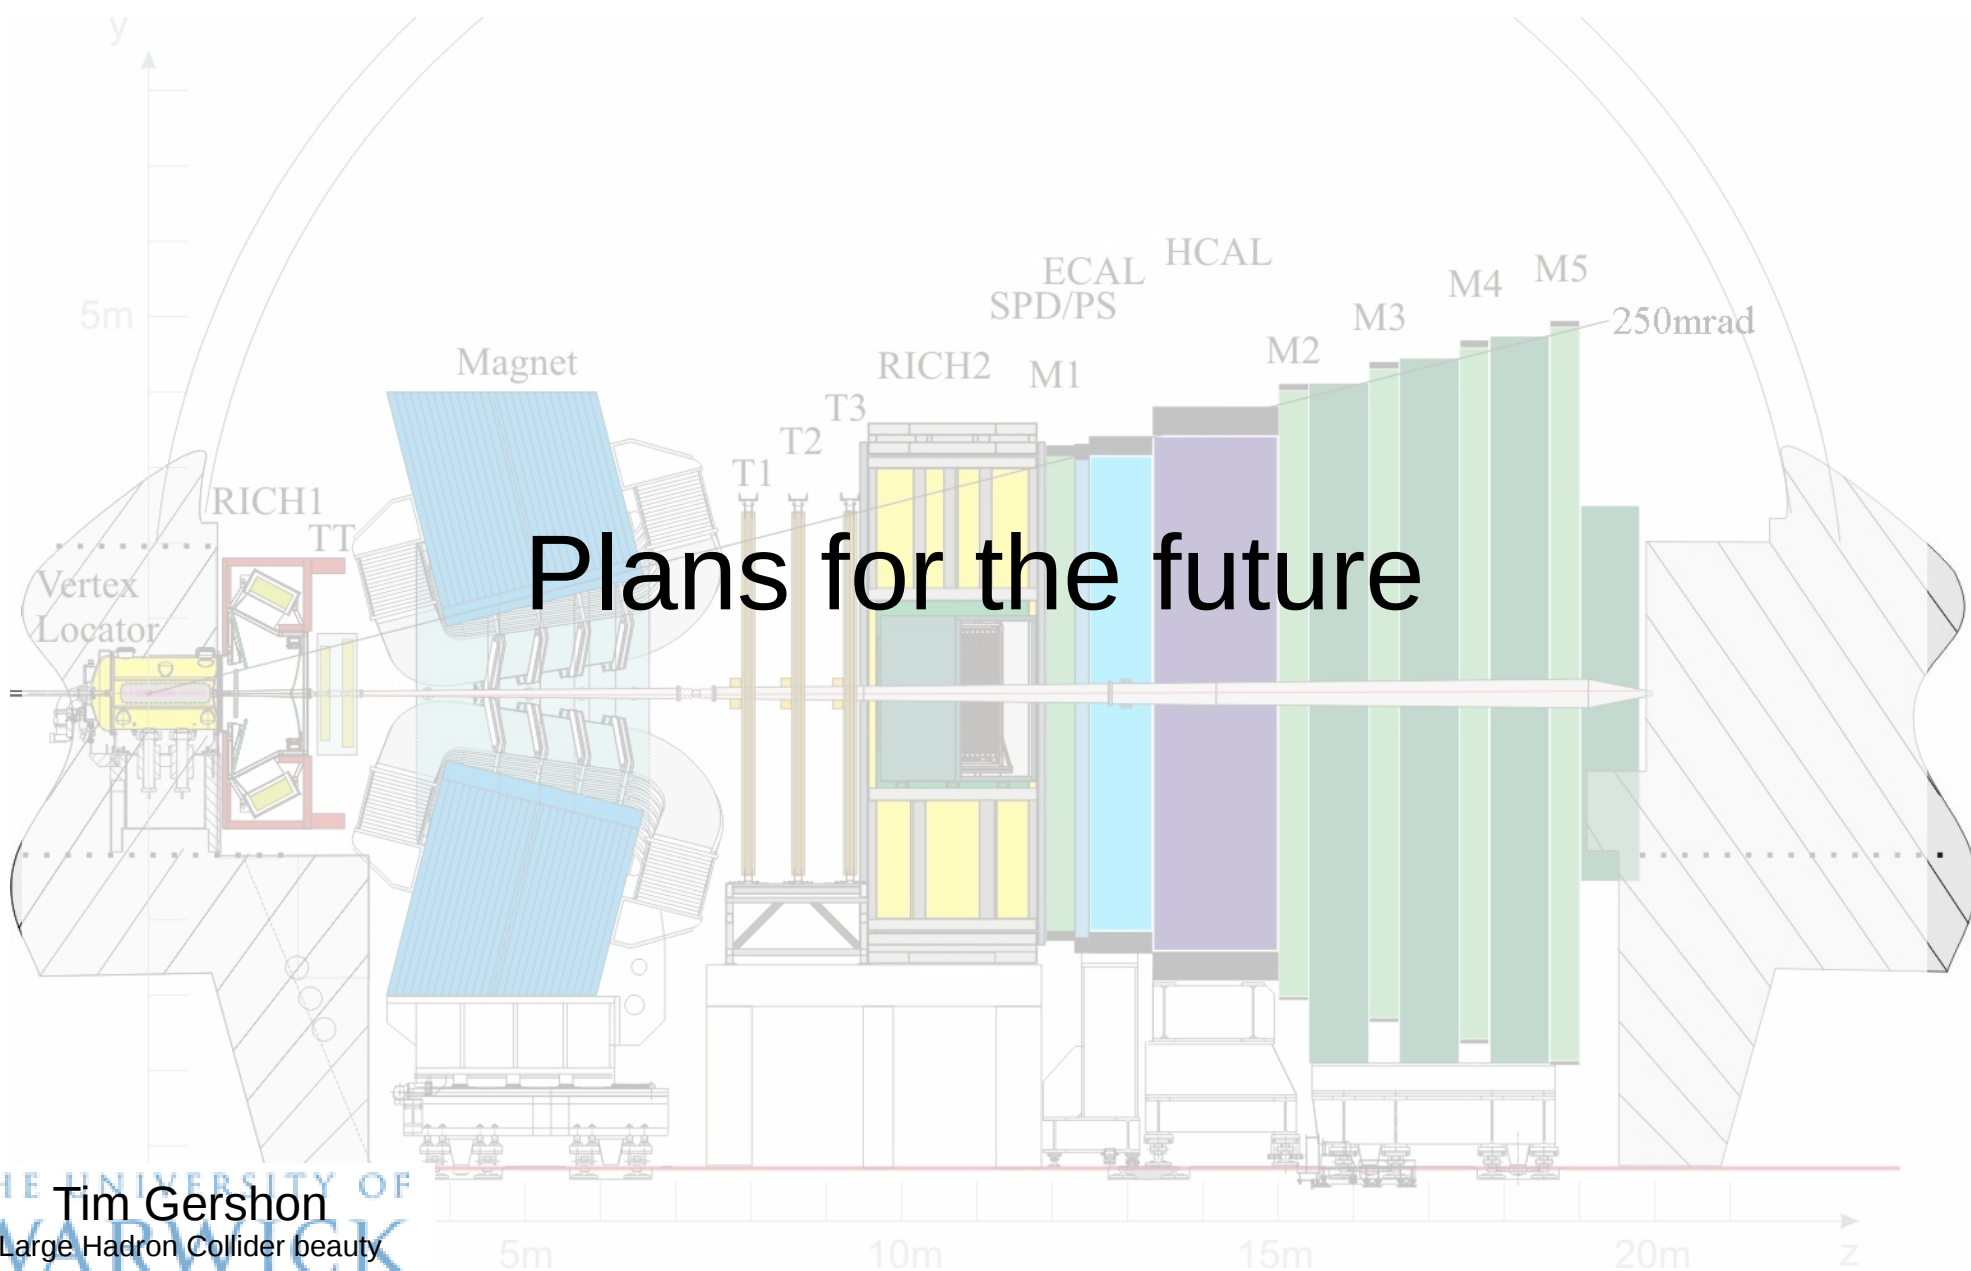 y
HCAL
ECAL
M5
M4
SPD/PS
5m
M3
250mrad
M2
Magnet
RICH2
M1
T3
T2
T1
RICH1
TT
Plans for the future
Vertex
Locator
HE UNIVERSITY OF
Tim Gershon
WARWICK
Large Hadron Collider beauty
5m
10m
15m
20m
z